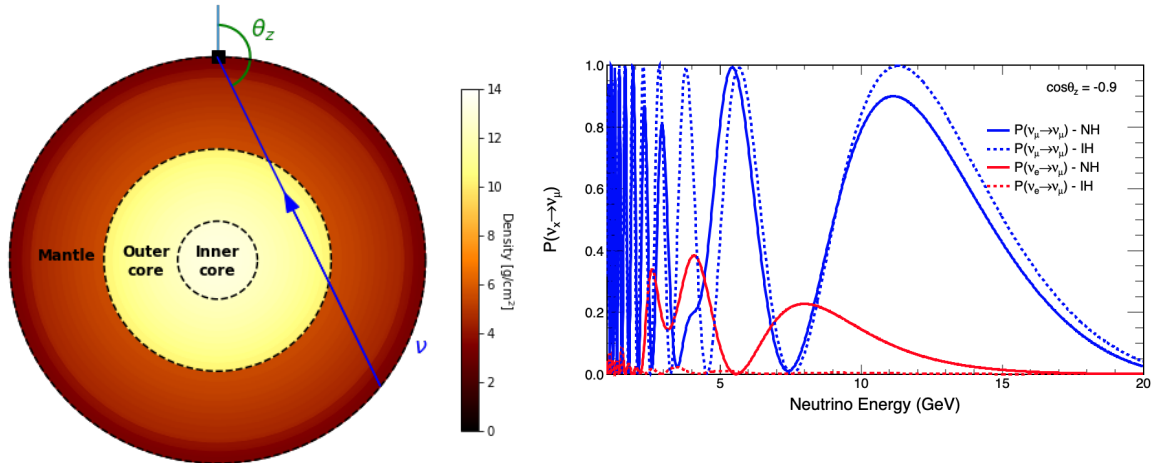 θz
Mantle
Outer
core
Inner
core
ν
14
12
10
8
6
4
2
0
Density [g/cm²]
P(νx→νμ)
1.0
0.8
0.6
0.4
0.2
0.0
cosθz = -0.9
P(νμ→νμ) - NH
P(νμ→νμ) - IH
P(νe→νμ) - NH
P(νe→νμ) - IH
5
10
15
20
Neutrino Energy (GeV)